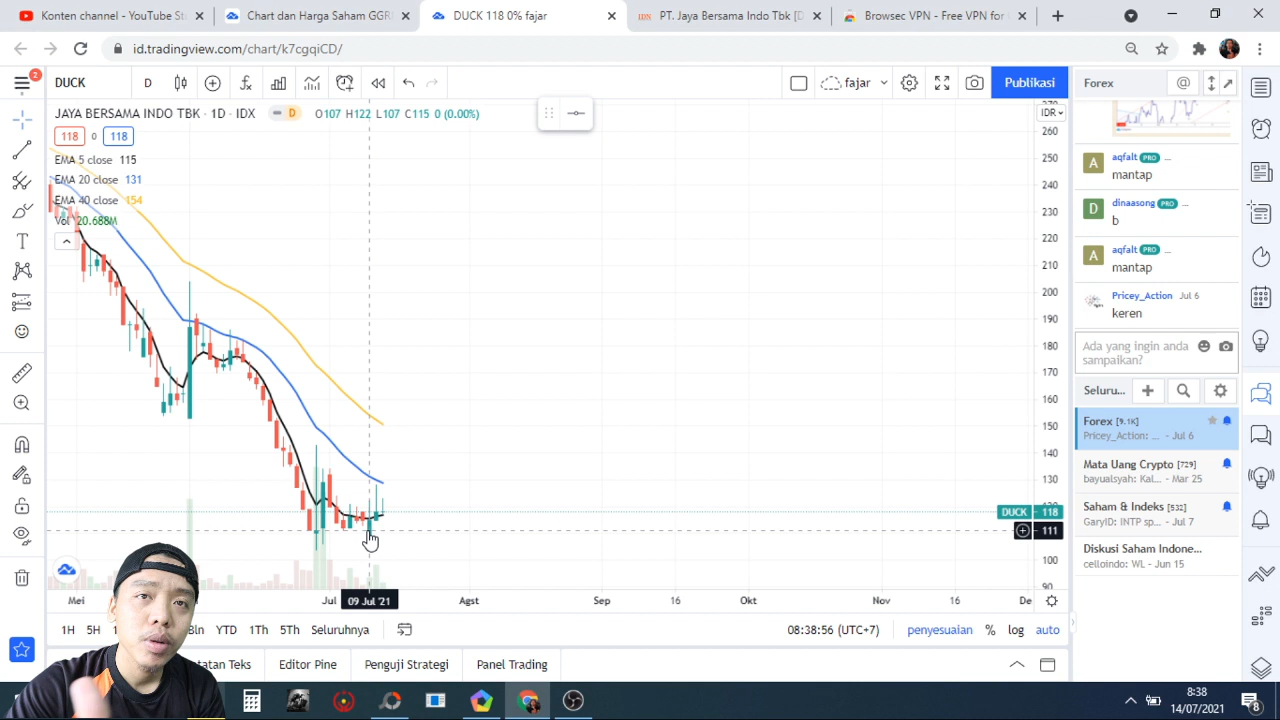 Konten channel - YouTube St
Chart dan Harga Saham GGRI
DUCK 118 0% fajar
PT. Jaya Bersama Indo Tbk [D
Browsec VPN - Free VPN for
id.tradingview.com/chart/k7cgqiCD/
2
DUCK
D
fajar
Publikasi
Forex
JAYA BERSAMA INDO TBK · 1D · IDX
D
O107 H122 L107 C115 0 (0.00%)
118 0 118
EMA 5 close 115
EMA 20 close 131
EMA 40 close 154
Vol 20.688M
IDR
260
250
240
230
220
210
200
190
180
170
160
150
140
130
DUCK 118
111
100
90
Mei
Jul
09 Jul '21
Agst
Sep
16
Okt
Nov
16
De
1H
5H
Bln
YTD
1Th
5Th
Seluruhnya
08:38:56 (UTC+7)
penyesuaian
%
log
auto
tatan Teks
Editor Pine
Penguji Strategi
Panel Trading
aqfalt PRO ...
A
mantap
dinaasong PRO ...
D
b
aqfalt PRO ...
A
mantap
Pricey_Action Jul 6
keren
Ada yang ingin anda
sampaikan?
Seluru...
Forex [9.1K]
Pricey_Action: ... - Jul 6
Mata Uang Crypto [729]
bayualsyah: Kal... - Mar 25
Saham & Indeks [532]
GaryID: INTP sp... - Jul 7
Diskusi Saham Indone...
celloindo: WL - Jun 15
8:38
14/07/2021
8